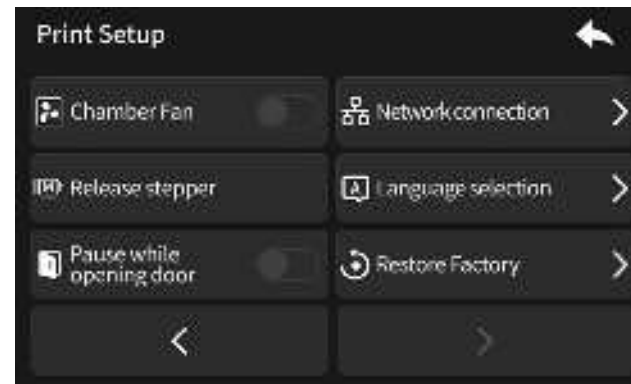 Print Setup
Chamber Fan
Network connection
Release stepper
Language selection
Pause while
opening door
Restore Factory